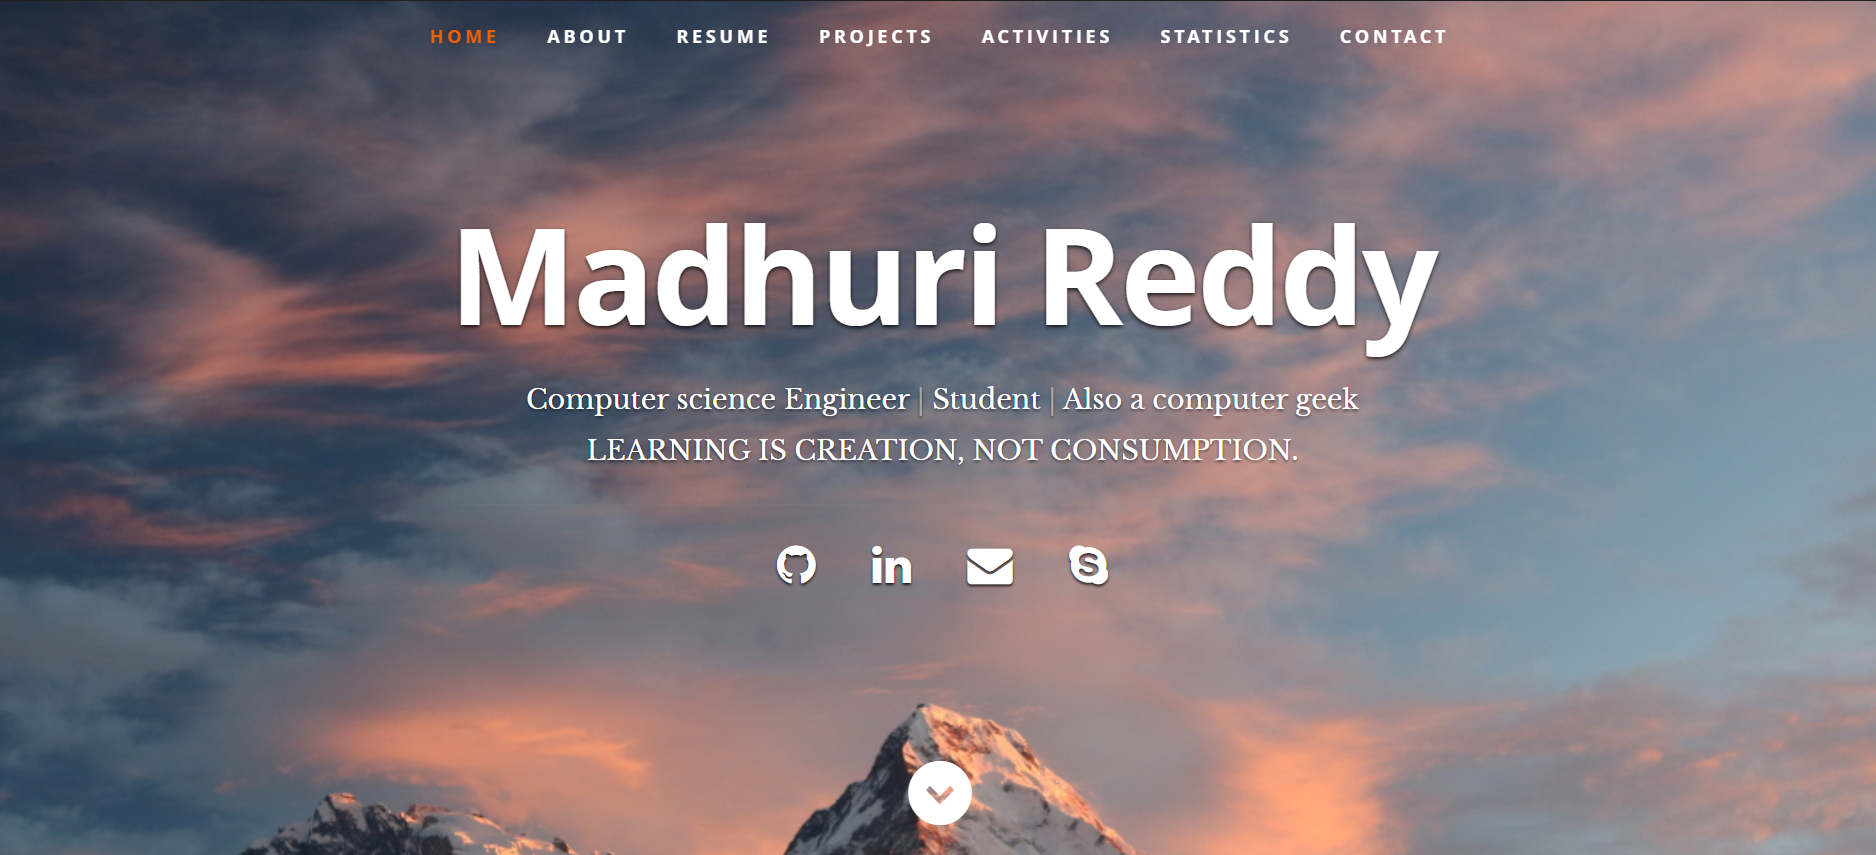 HOME ABOUT RESUME PROJECTS ACTIVITIES STATISTICS CONTACT
Madhuri Reddy
Computer science Engineer | Student | Also a computer geek
LEARNING IS CREATION, NOT CONSUMPTION.